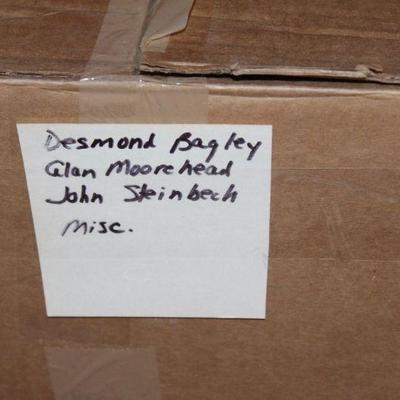 Desmond Bagley
Alan Moorehead
John Steinbeck
Misc.